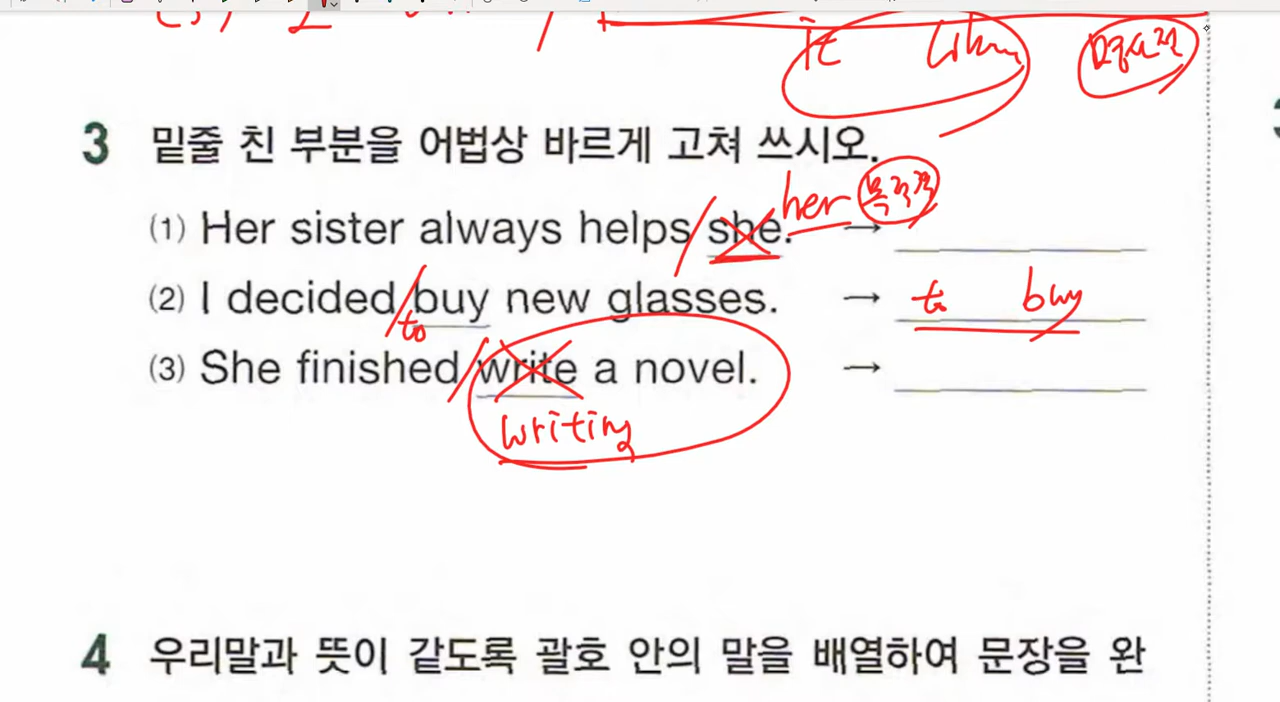 it
명사절
3 밑줄 친 부분을 어법상 바르게 고쳐 쓰시오.
her 목적격
(1) Her sister always helps she. →
(2) I decided buy new glasses. → to buy
to
(3) She finished write a novel. →
writing
4 우리말과 뜻이 같도록 괄호 안의 말을 배열하여 문장을 완